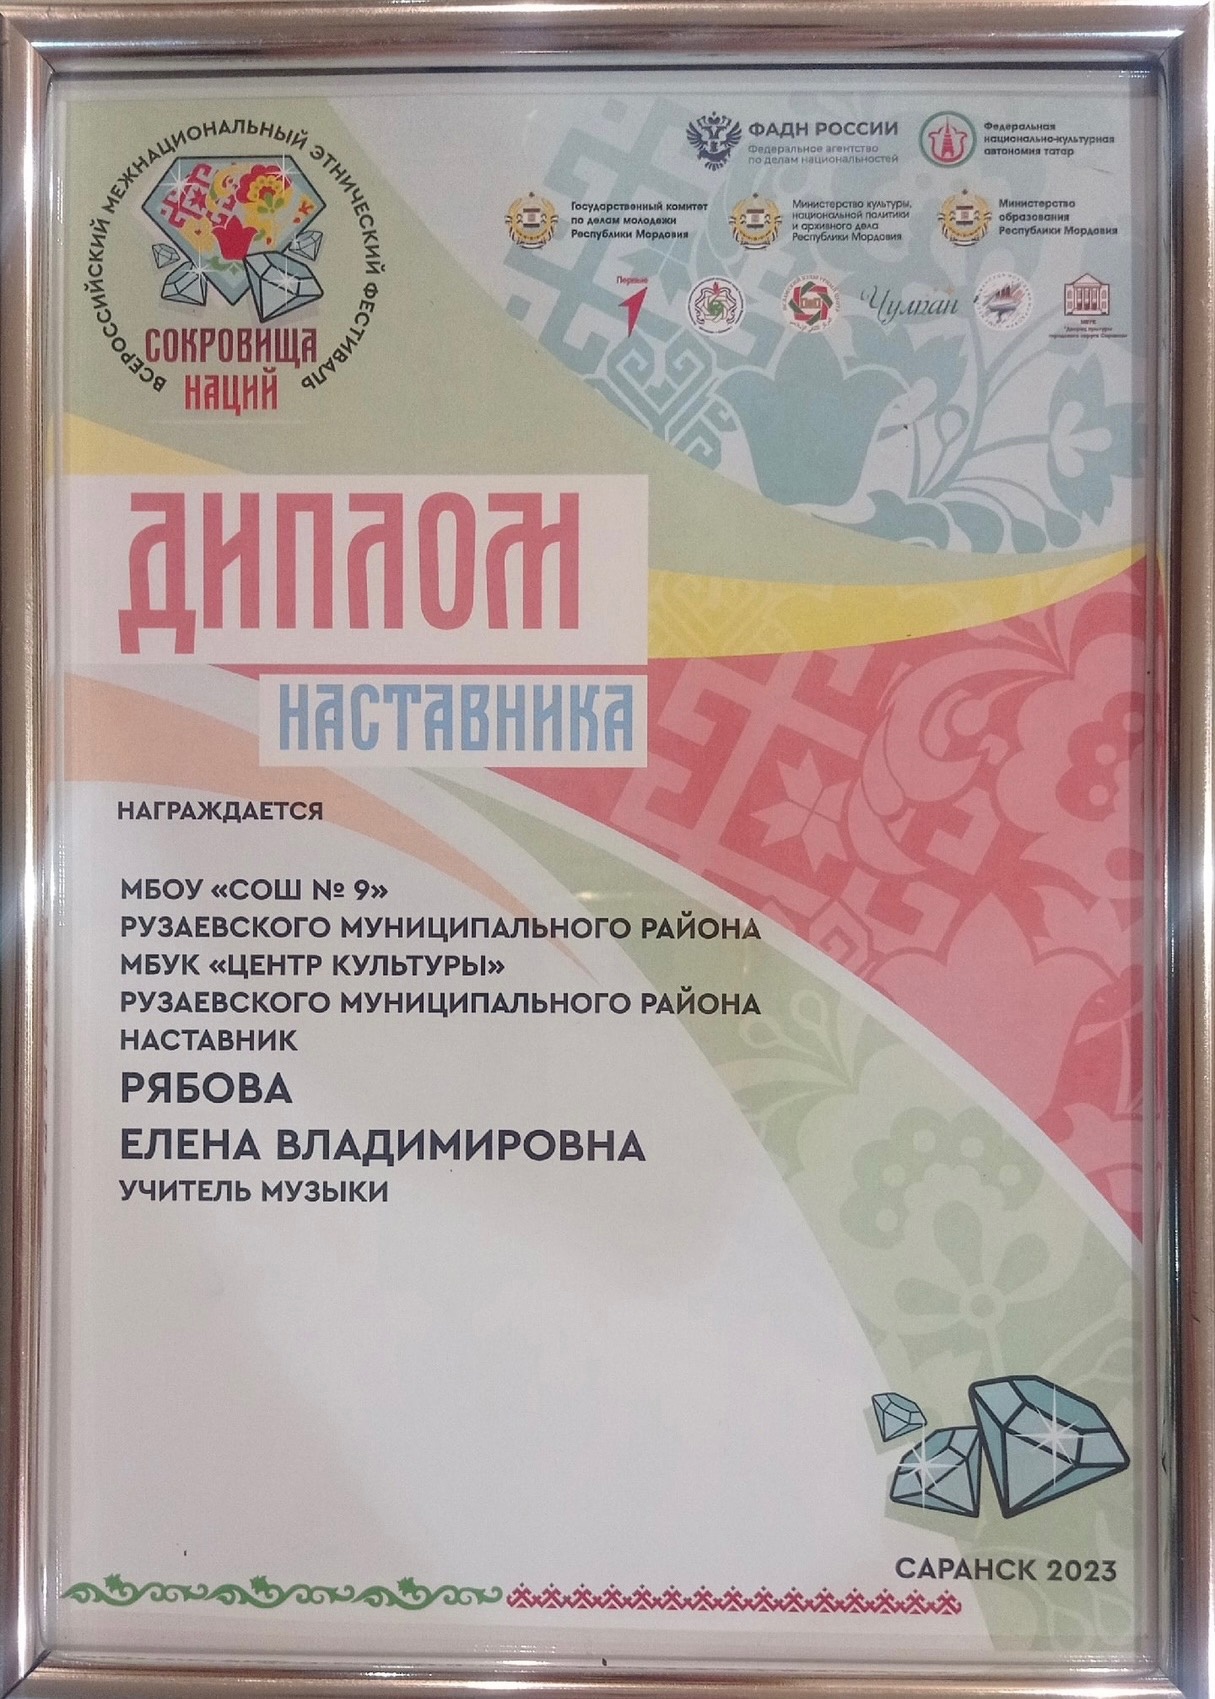 ВСЕРОССИЙСКИЙ МЕЖНАЦИОНАЛЬНЫЙ ЭТНИЧЕСКИЙ ФЕСТИВАЛЬ
СОКРОВИЩА
НАЦИЙ
ФАДН РОССИИ
Федеральное агентство
по делам национальностей
Федеральная
национально-культурная
автономия татар
Государственный комитет
по делам молодежи
Республики Мордовия
Министерство культуры,
национальной политики
и архивного дела
Республики Мордовия
Министерство
образования
Республики Мордовия
Первые
Чулпан
ДИПЛОМ
НАСТАВНИКА
НАГРАЖДАЕТСЯ
МБОУ «СОШ № 9»
РУЗАЕВСКОГО МУНИЦИПАЛЬНОГО РАЙОНА
МБУК «ЦЕНТР КУЛЬТУРЫ»
РУЗАЕВСКОГО МУНИЦИПАЛЬНОГО РАЙОНА
НАСТАВНИК
РЯБОВА
ЕЛЕНА ВЛАДИМИРОВНА
УЧИТЕЛЬ МУЗЫКИ
САРАНСК 2023